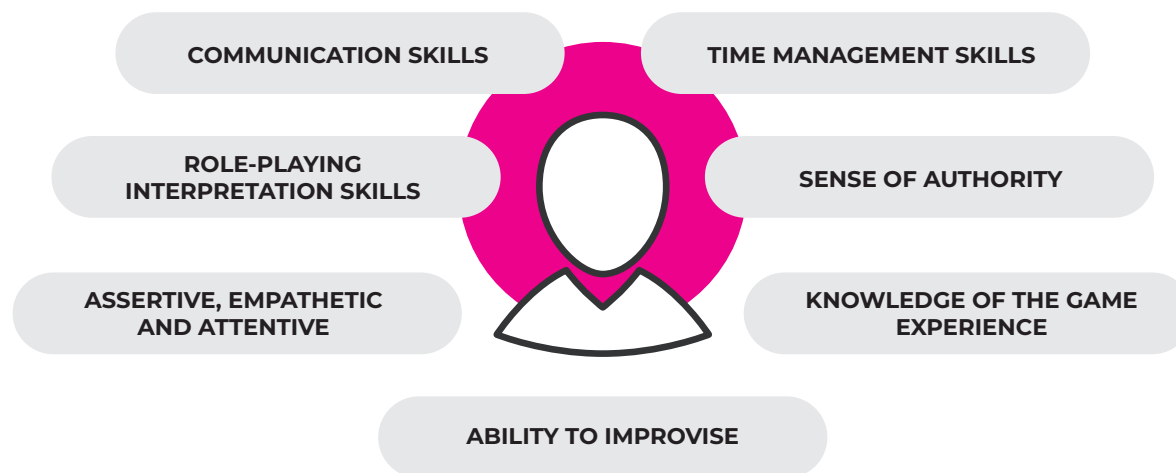 COMMUNICATION SKILLS
TIME MANAGEMENT SKILLS
ROLE-PLAYING
INTERPRETATION SKILLS
SENSE OF AUTHORITY
ASSERTIVE, EMPATHETIC
AND ATTENTIVE
KNOWLEDGE OF THE GAME
EXPERIENCE
ABILITY TO IMPROVISE